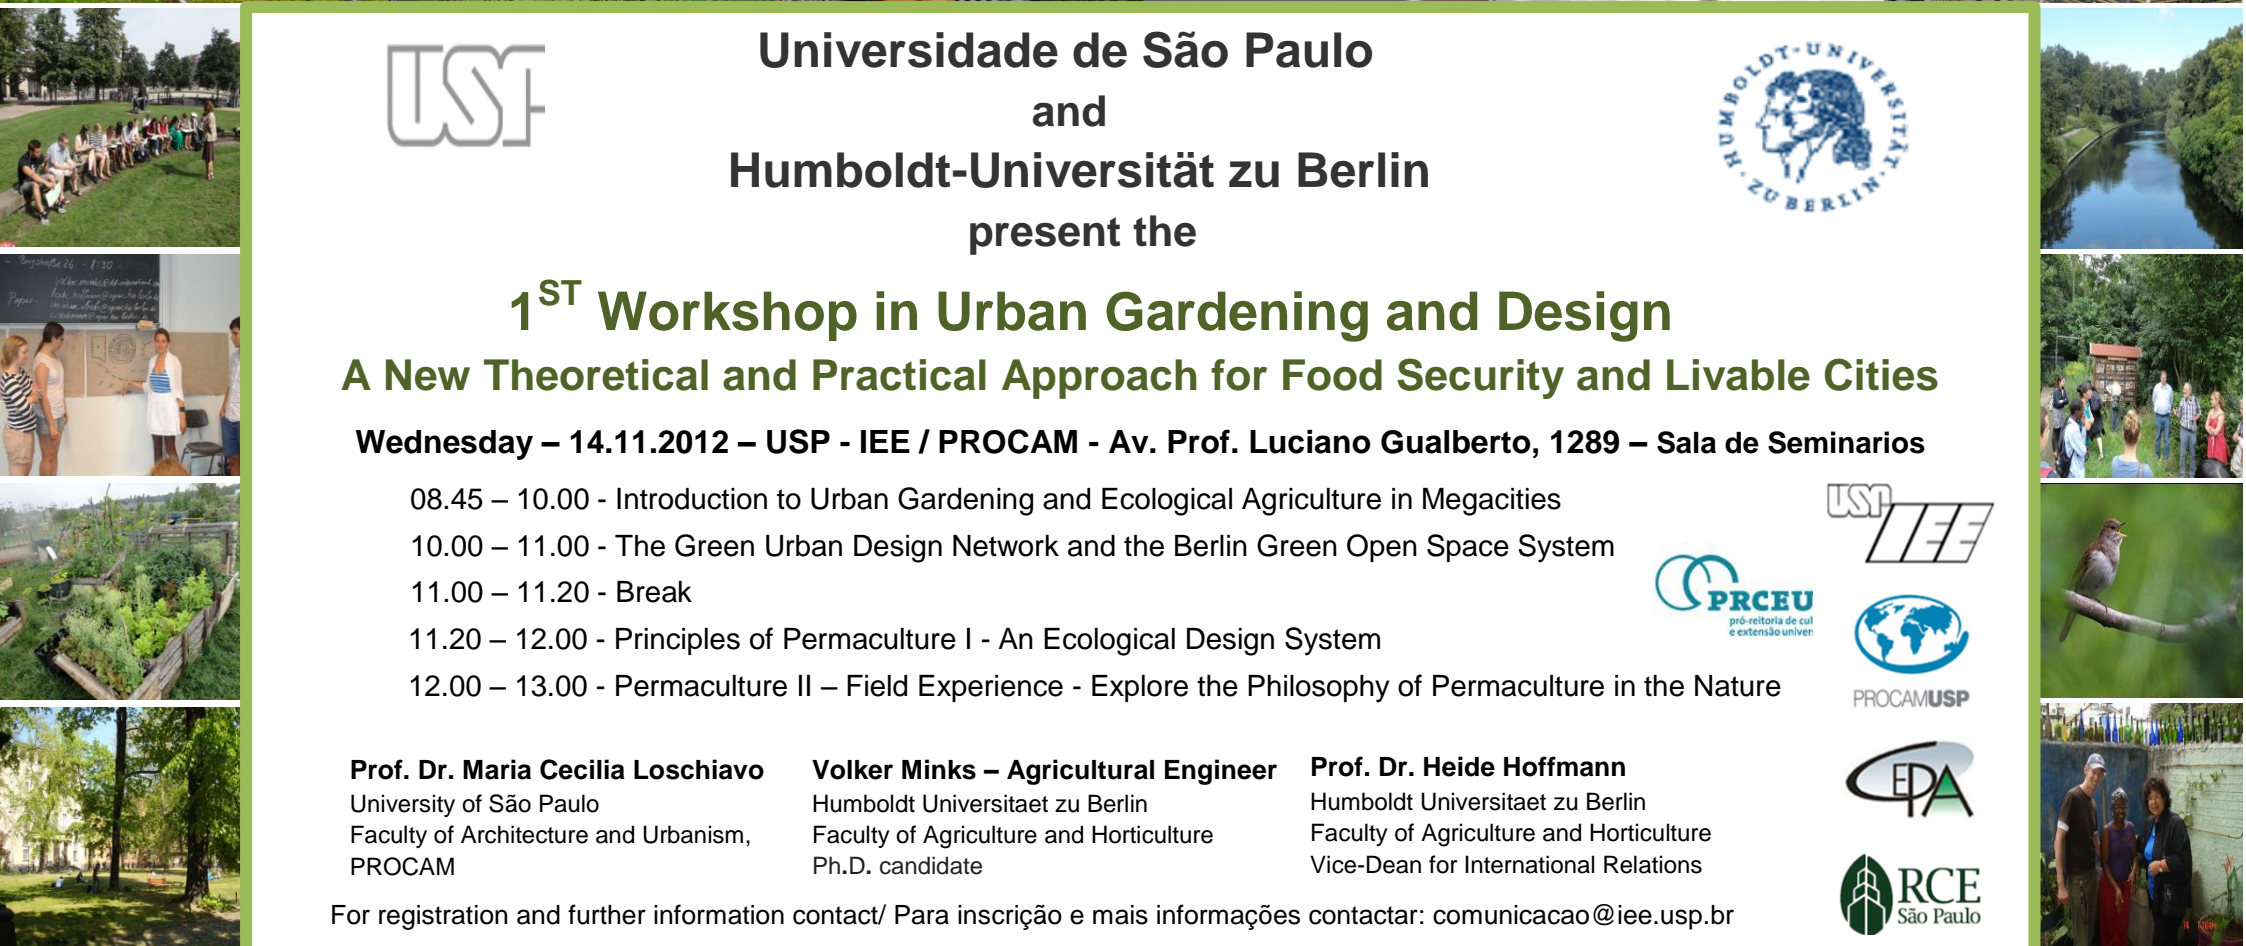 USP
Universidade de São Paulo
and
Humboldt-Universität zu Berlin
present the
HUMBOLDT-UNIVERSITÄT · ZU BERLIN ·
1ST Workshop in Urban Gardening and Design
A New Theoretical and Practical Approach for Food Security and Livable Cities
Wednesday – 14.11.2012 – USP - IEE / PROCAM - Av. Prof. Luciano Gualberto, 1289 – Sala de Seminarios
08.45 – 10.00 - Introduction to Urban Gardening and Ecological Agriculture in Megacities
10.00 – 11.00 - The Green Urban Design Network and the Berlin Green Open Space System
11.00 – 11.20 - Break
11.20 – 12.00 - Principles of Permaculture I - An Ecological Design System
12.00 – 13.00 - Permaculture II – Field Experience - Explore the Philosophy of Permaculture in the Nature
USP IEE
PRCEU
pró-reitoria de cul
e extensão univer
PROCAMUSP
EPA
RCE
São Paulo
Prof. Dr. Maria Cecilia Loschiavo
University of São Paulo
Faculty of Architecture and Urbanism,
PROCAM
Volker Minks – Agricultural Engineer
Humboldt Universitaet zu Berlin
Faculty of Agriculture and Horticulture
Ph.D. candidate
Prof. Dr. Heide Hoffmann
Humboldt Universitaet zu Berlin
Faculty of Agriculture and Horticulture
Vice-Dean for International Relations
For registration and further information contact/ Para inscrição e mais informações contactar: comunicacao@iee.usp.br